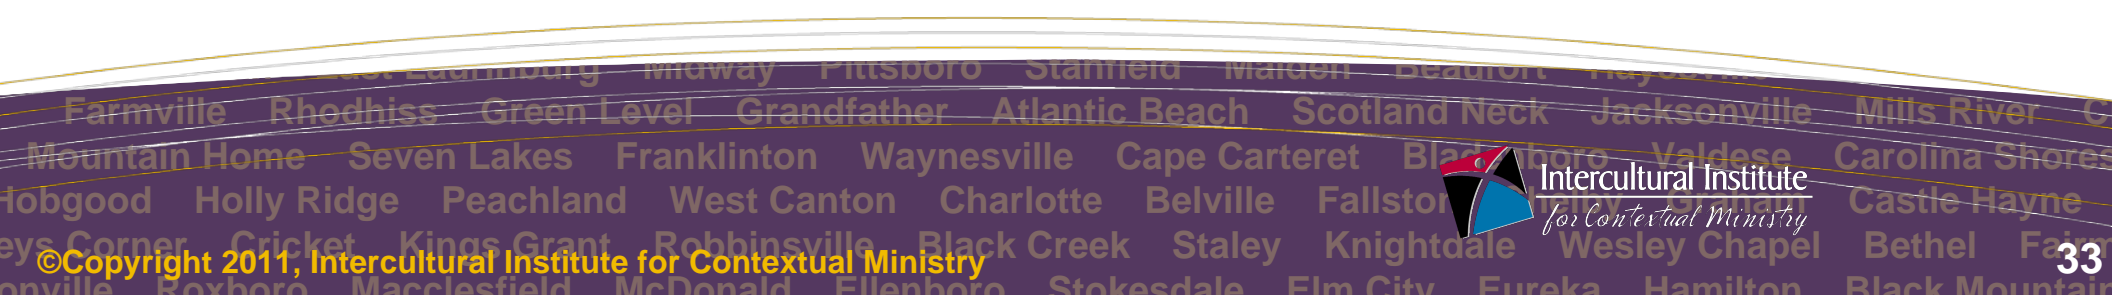 East Laurinburg Midway Pittsboro Stanfield Maiden Beaufort
Farmville Rhodhiss Green Level Grandfather Atlantic Beach Scotland Neck Jacksonville Mills River
Mountain Home Seven Lakes Franklinton Waynesville Cape Carteret Valdese Carolina Shores
Hobgood Holly Ridge Peachland West Canton Charlotte Belville Graham Castle Hayne
Intercultural Institute
for Contextual Ministry
Corner Cricket Kings Grant Robbinsville Black Creek Staley Knightdale Wesley Chapel Bethel
©Copyright 2011, Intercultural Institute for Contextual Ministry
33
Roxboro Macclesfield McDonald Ellenboro Stokesdale Elm City Eureka Hamilton Black Mountain